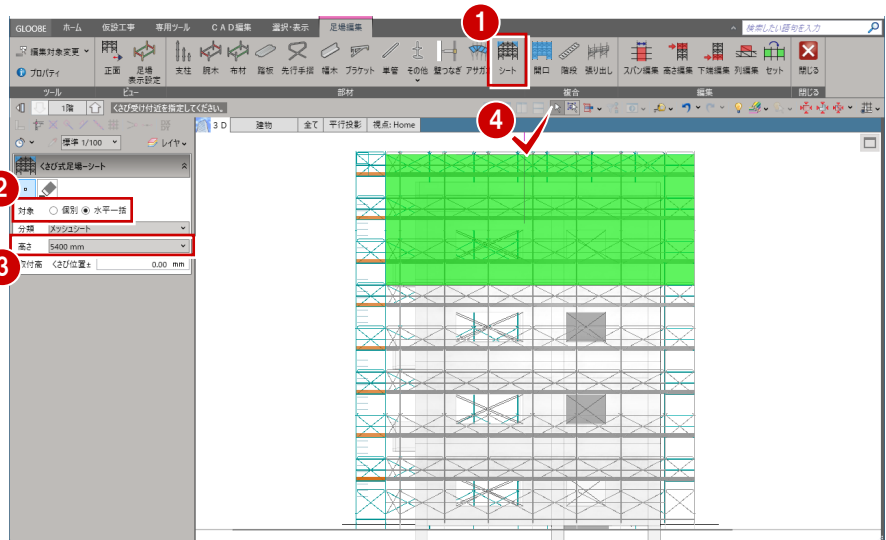 1
GLOOBE ホーム 仮設工事 専用ツール CAD編集 選択・表示 足場編集 検索したい語句を入力
編集対象変更 プロパティ 正面 足場 表示設定 支柱 腕木 布材 踏板 先行手摺 幅木 ブラケット 単管 その他 壁つなぎ アサガオ シート 開口 階段 張り出し スパン編集 高さ編集 下端編集 列編集 セット 閉じる
ツール ビュー 部材 複合 編集 閉じる
1階 くさび受け付近を指定してください。
標準 1/100 レイヤ
3D 建物 全て 平行投影 視点: Home
4
くさび式足場-シート
2
対象 個別 水平一括
分類 メッシュシート
高さ 5400 mm
3
取付高 くさび位置± 0.00 mm